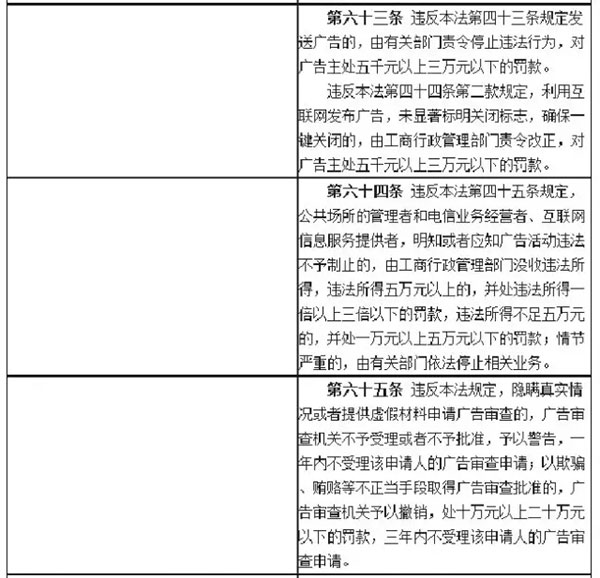 第六十三条 违反本法第四十三条规定发
送广告的，由有关部门责令停止违法行为，对
广告主处五千元以上三万元以下的罚款。
违反本法第四十四条第二款规定，利用互
联网发布广告，未显著标明关闭标志，确保一
键关闭的，由工商行政管理部门责令改正，对
广告主处五千元以上三万元以下的罚款。
第六十四条 违反本法第四十五条规定，
公共场所的管理者和电信业务经营者、互联网
信息服务提供者，明知或者应知广告活动违法
不予制止的，由工商行政管理部门没收违法所
得，违法所得五万元以上的，并处违法所得一
倍以上三倍以下的罚款，违法所得不足五万元
的，并处一万元以上五万元以下的罚款；情节
严重的，由有关部门依法停止相关业务。
第六十五条 违反本法规定，隐瞒真实情
况或者提供虚假材料申请广告审查的，广告审
查机关不予受理或者不予批准，予以警告，一
年内不受理该申请人的广告审查申请；以欺骗
、贿赂等不正当手段取得广告审查批准的，广
告审查机关予以撤销，处十万元以上二十万元
以下的罚款，三年内不受理该申请人的广告审
查申请。